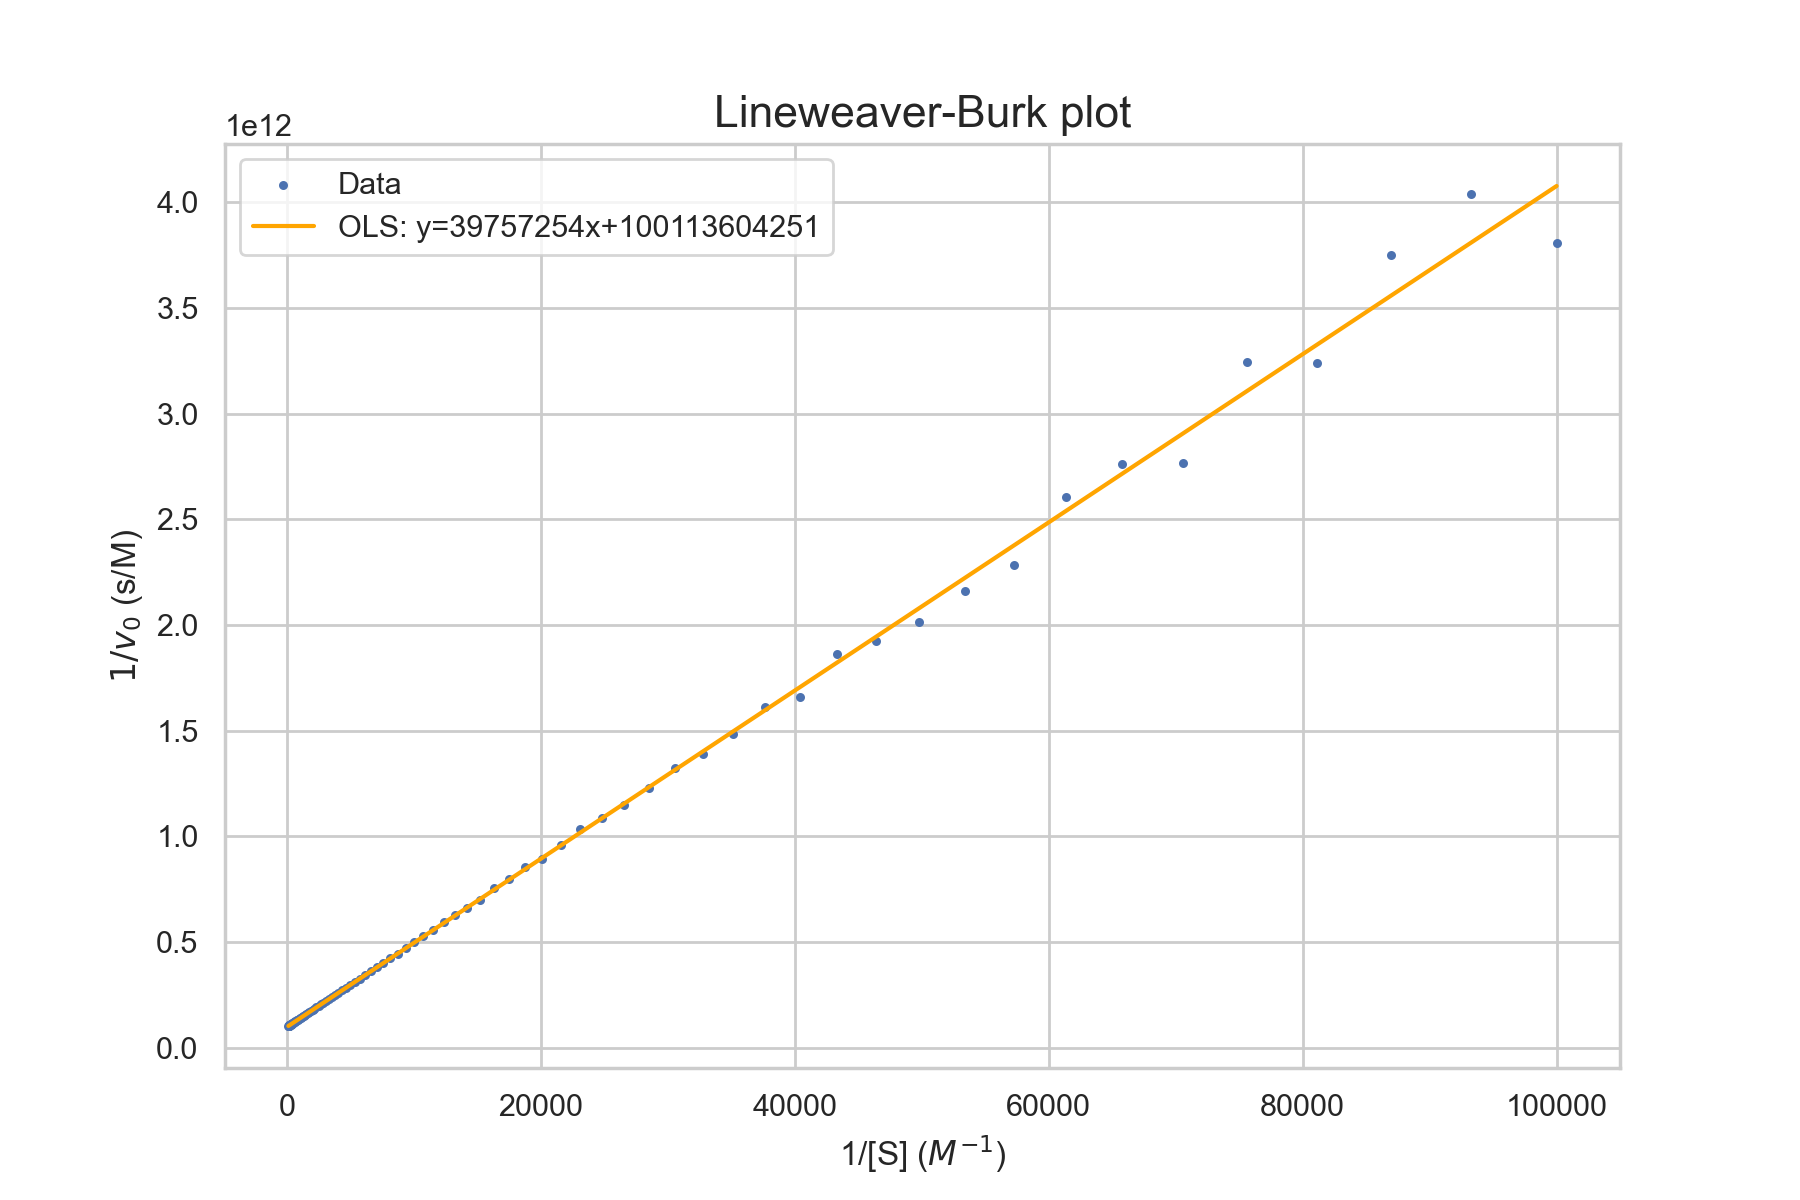 Lineweaver-Burk plot
1e12
Data
OLS: y=39757254x+100113604251
4.0
3.5
3.0
2.5
2.0
1.5
1.0
0.5
0.0
1/v₀ (s/M)
0 20000 40000 60000 80000 100000
1/[S] (M⁻¹)